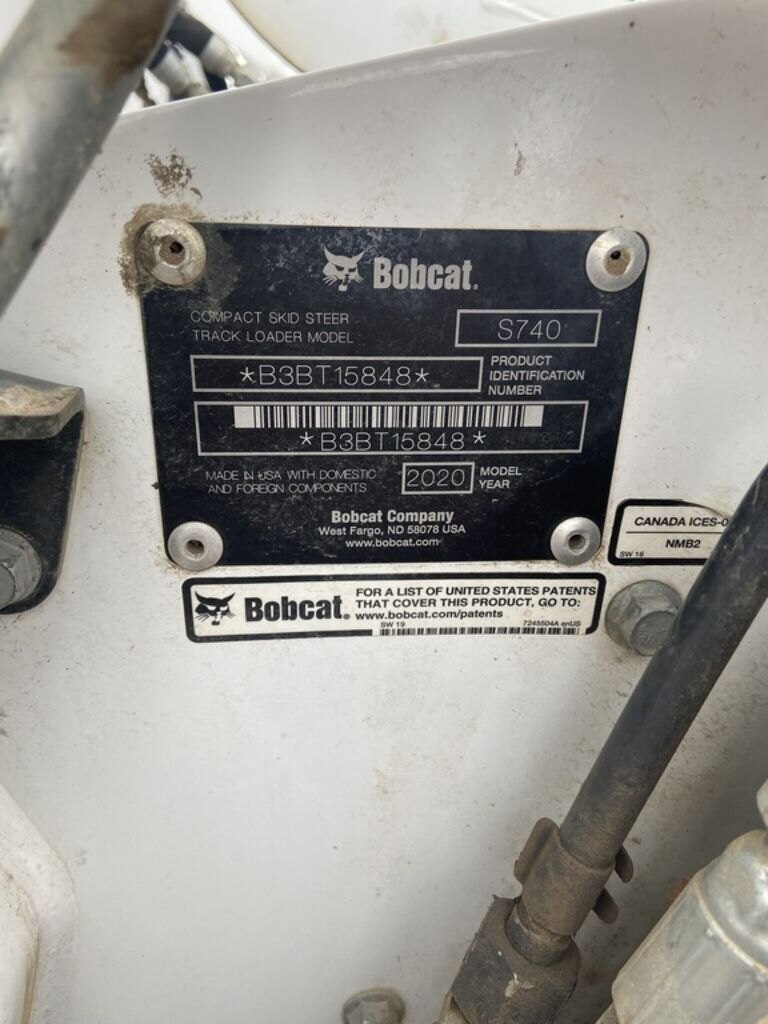 Bobcat.
COMPACT SKID STEER
TRACK LOADER MODEL
S740
*B3BT15848*
PRODUCT
IDENTIFICATION
NUMBER
*B3BT15848*
MADE IN USA WITH DOMESTIC
AND FOREIGN COMPONENTS
2020
MODEL
YEAR
Bobcat Company
West Fargo, ND 58078 USA
www.bobcat.com
CANADA ICES-0
NMB2
SW 16
Bobcat.
FOR A LIST OF UNITED STATES PATENTS
THAT COVER THIS PRODUCT, GO TO:
www.bobcat.com/patents
SW 19
7245504A enUS